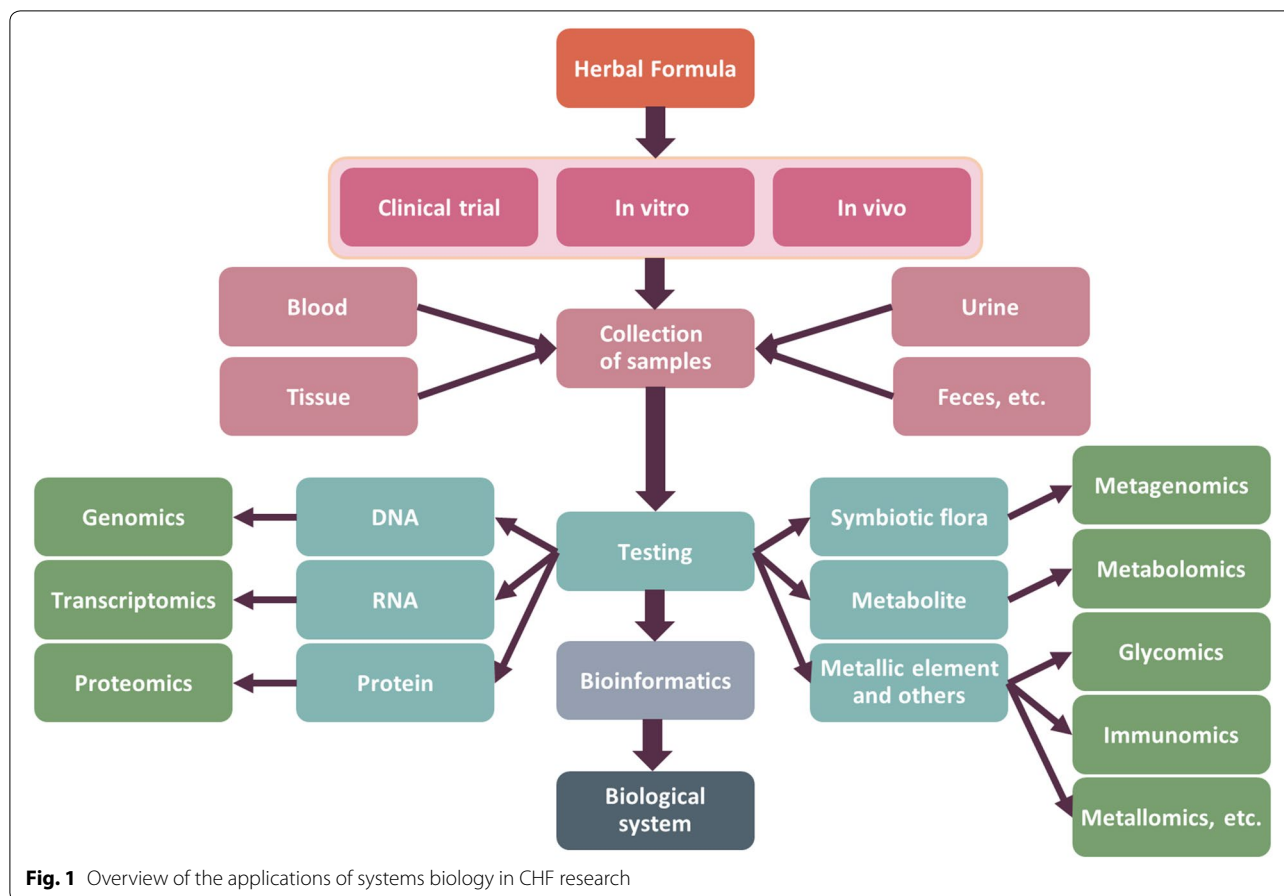 Herbal Formula
Clinical trial
In vitro
In vivo
Blood
Urine
Collection
of samples
Tissue
Feces, etc.
Metagenomics
Genomics
DNA
Symbiotic flora
Testing
Metabolomics
Transcriptomics
RNA
Metabolite
Glycomics
Proteomics
Protein
Bioinformatics
Metallic element
and others
Immunomics
Biological
system
Metallomics, etc.
Fig. 1 Overview of the applications of systems biology in CHF research